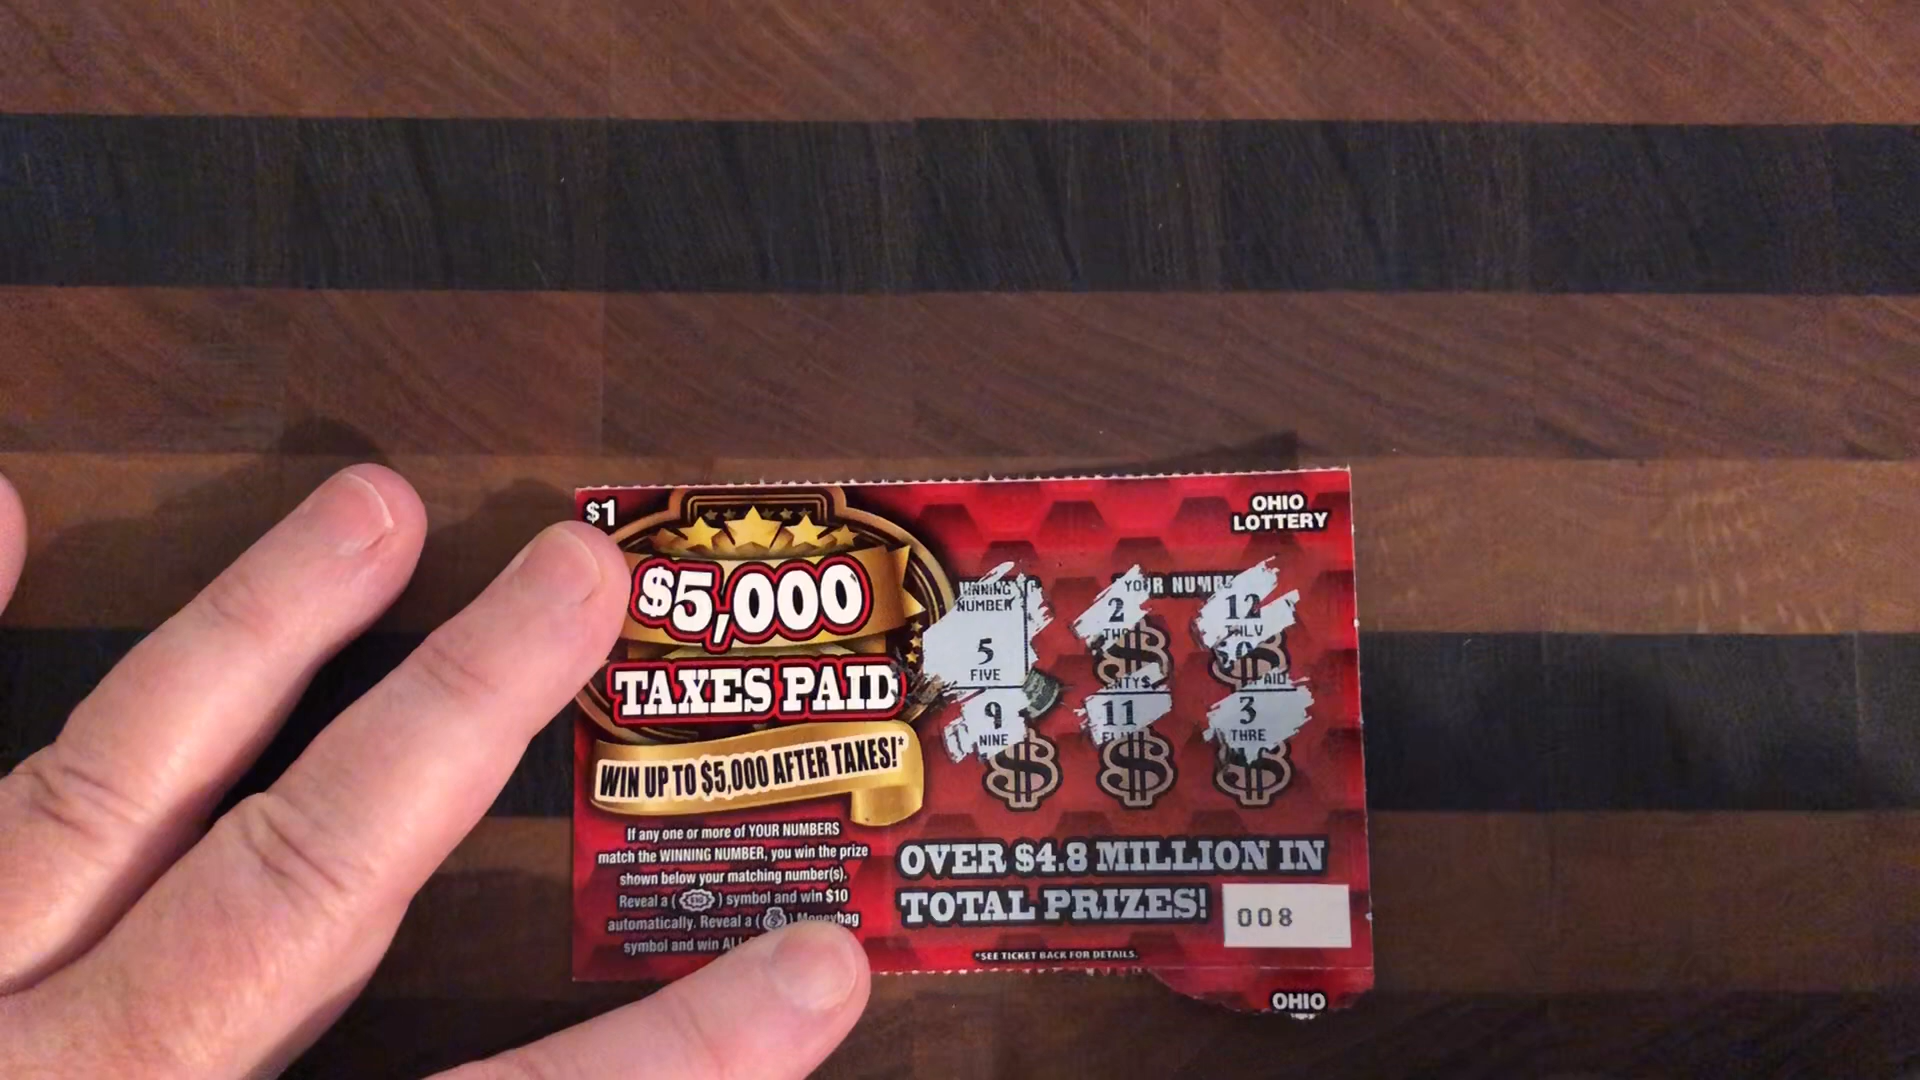 $1
OHIO
LOTTERY
$5,000
TAXES PAID
WIN UP TO $5,000 AFTER TAXES!*
If any one or more of YOUR NUMBERS
match the WINNING NUMBER, you win the prize
shown below your matching number(s).
Reveal a ( ) symbol and win $10
automatically. Reveal a ( ) Moneybag
symbol and win
NUMBER
5
FIVE
YOUR
2
12
9
NINE
11
3
OVER $4.8 MILLION IN
TOTAL PRIZES!
008
*SEE TICKET BACK FOR DETAILS.
OHIO